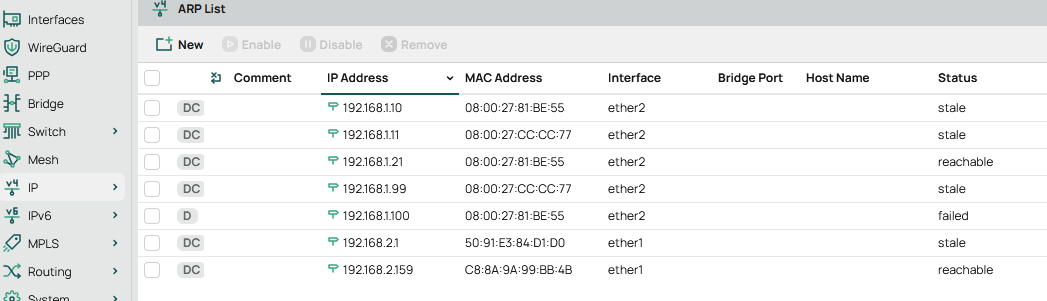 v4 ARP List
Interfaces
WireGuard
PPP
Bridge
Switch
Mesh
v4 IP
v6 IPv6
MPLS
Routing
System
New Enable Disable Remove
Comment IP Address MAC Address Interface Bridge Port Host Name Status
DC 192.168.1.10 08:00:27:81:BE:55 ether2 stale
DC 192.168.1.11 08:00:27:CC:CC:77 ether2 stale
DC 192.168.1.21 08:00:27:81:BE:55 ether2 reachable
DC 192.168.1.99 08:00:27:CC:CC:77 ether2 stale
D 192.168.1.100 08:00:27:81:BE:55 ether2 failed
DC 192.168.2.1 50:91:E3:84:D1:D0 ether1 stale
DC 192.168.2.159 C8:8A:9A:99:BB:4B ether1 reachable